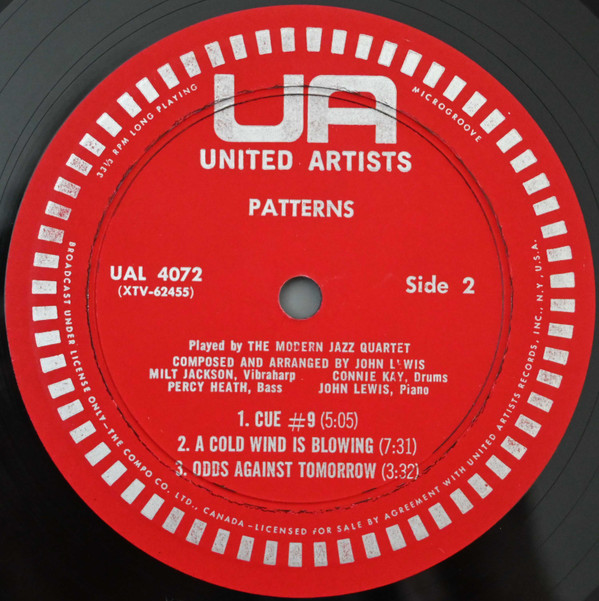 UA
UNITED ARTISTS
33⅓ RPM LONG PLAYING
MICROGROOVE
PATTERNS
UAL 4072
(XTV-62455)
Side 2
Played by THE MODERN JAZZ QUARTET
COMPOSED AND ARRANGED BY JOHN LEWIS
MILT JACKSON, Vibraharp CONNIE KAY, Drums
PERCY HEATH, Bass JOHN LEWIS, Piano
1. CUE #9 (5:05)
2. A COLD WIND IS BLOWING (7:31)
3. ODDS AGAINST TOMORROW (3:32)
BROADCAST UNDER LICENSE ONLY—THE COMPO CO. LTD., CANADA—LICENSED FOR SALE BY AGREEMENT WITH UNITED ARTISTS RECORDS, INC., N.Y. U.S.A.